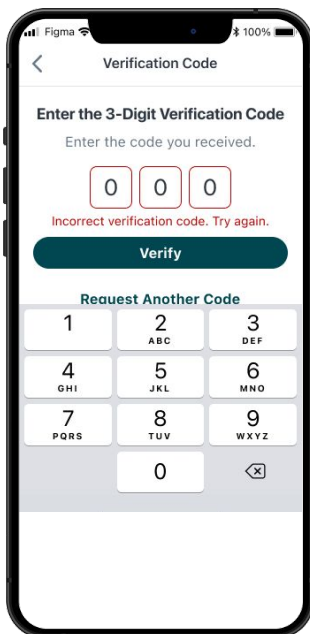 Figma 100%
Verification Code
Enter the 3-Digit Verification Code
Enter the code you received.
0 0 0
Incorrect verification code. Try again.
Verify
Request Another Code
1 2 3
ABC DEF
4 5 6
GHI JKL MNO
7 8 9
PQRS TUV WXYZ
0